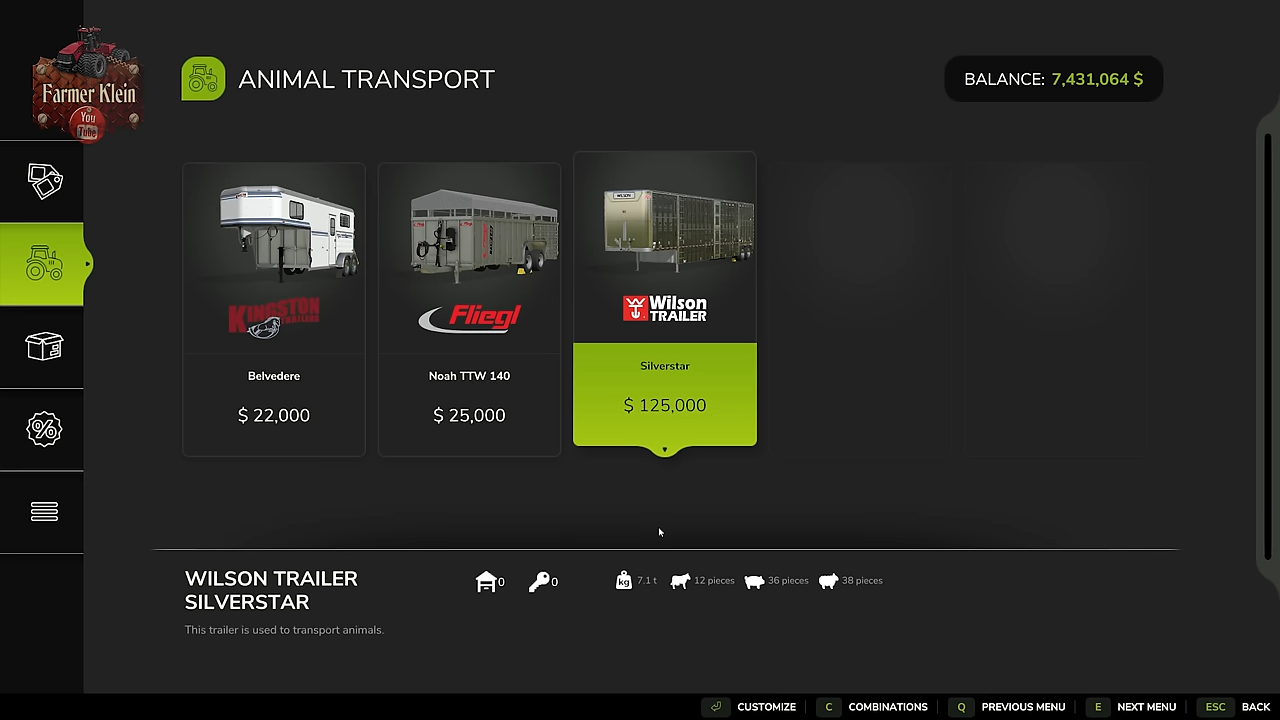 Farmer Klein
You
Tube
ANIMAL TRANSPORT
BALANCE: 7,431,064 $
KINGSTON
Belvedere
$ 22,000
Fliegl
Noah TTW 140
$ 25,000
WILSON
Wilson
TRAILER
Silverstar
$ 125,000
WILSON TRAILER
SILVERSTAR
0 0 kg 7.1 t 12 pieces 36 pieces 38 pieces
This trailer is used to transport animals.
CUSTOMIZE C COMBINATIONS Q PREVIOUS MENU E NEXT MENU ESC BACK